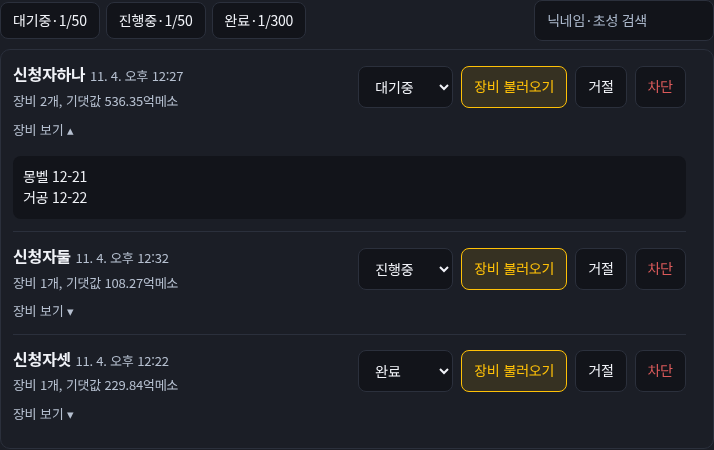 대기중·1/50 진행중·1/50 완료·1/300 닉네임·초성 검색
신청자하나 11. 4. 오후 12:27
장비 2개, 기댓값 536.35억메소
장비 보기 ▴
대기중 장비 불러오기 거절 차단
몽벨 12-21
거공 12-22
신청자둘 11. 4. 오후 12:32
장비 1개, 기댓값 108.27억메소
장비 보기 ▾
진행중 장비 불러오기 거절 차단
신청자셋 11. 4. 오후 12:22
장비 1개, 기댓값 229.84억메소
장비 보기 ▾
완료 장비 불러오기 거절 차단